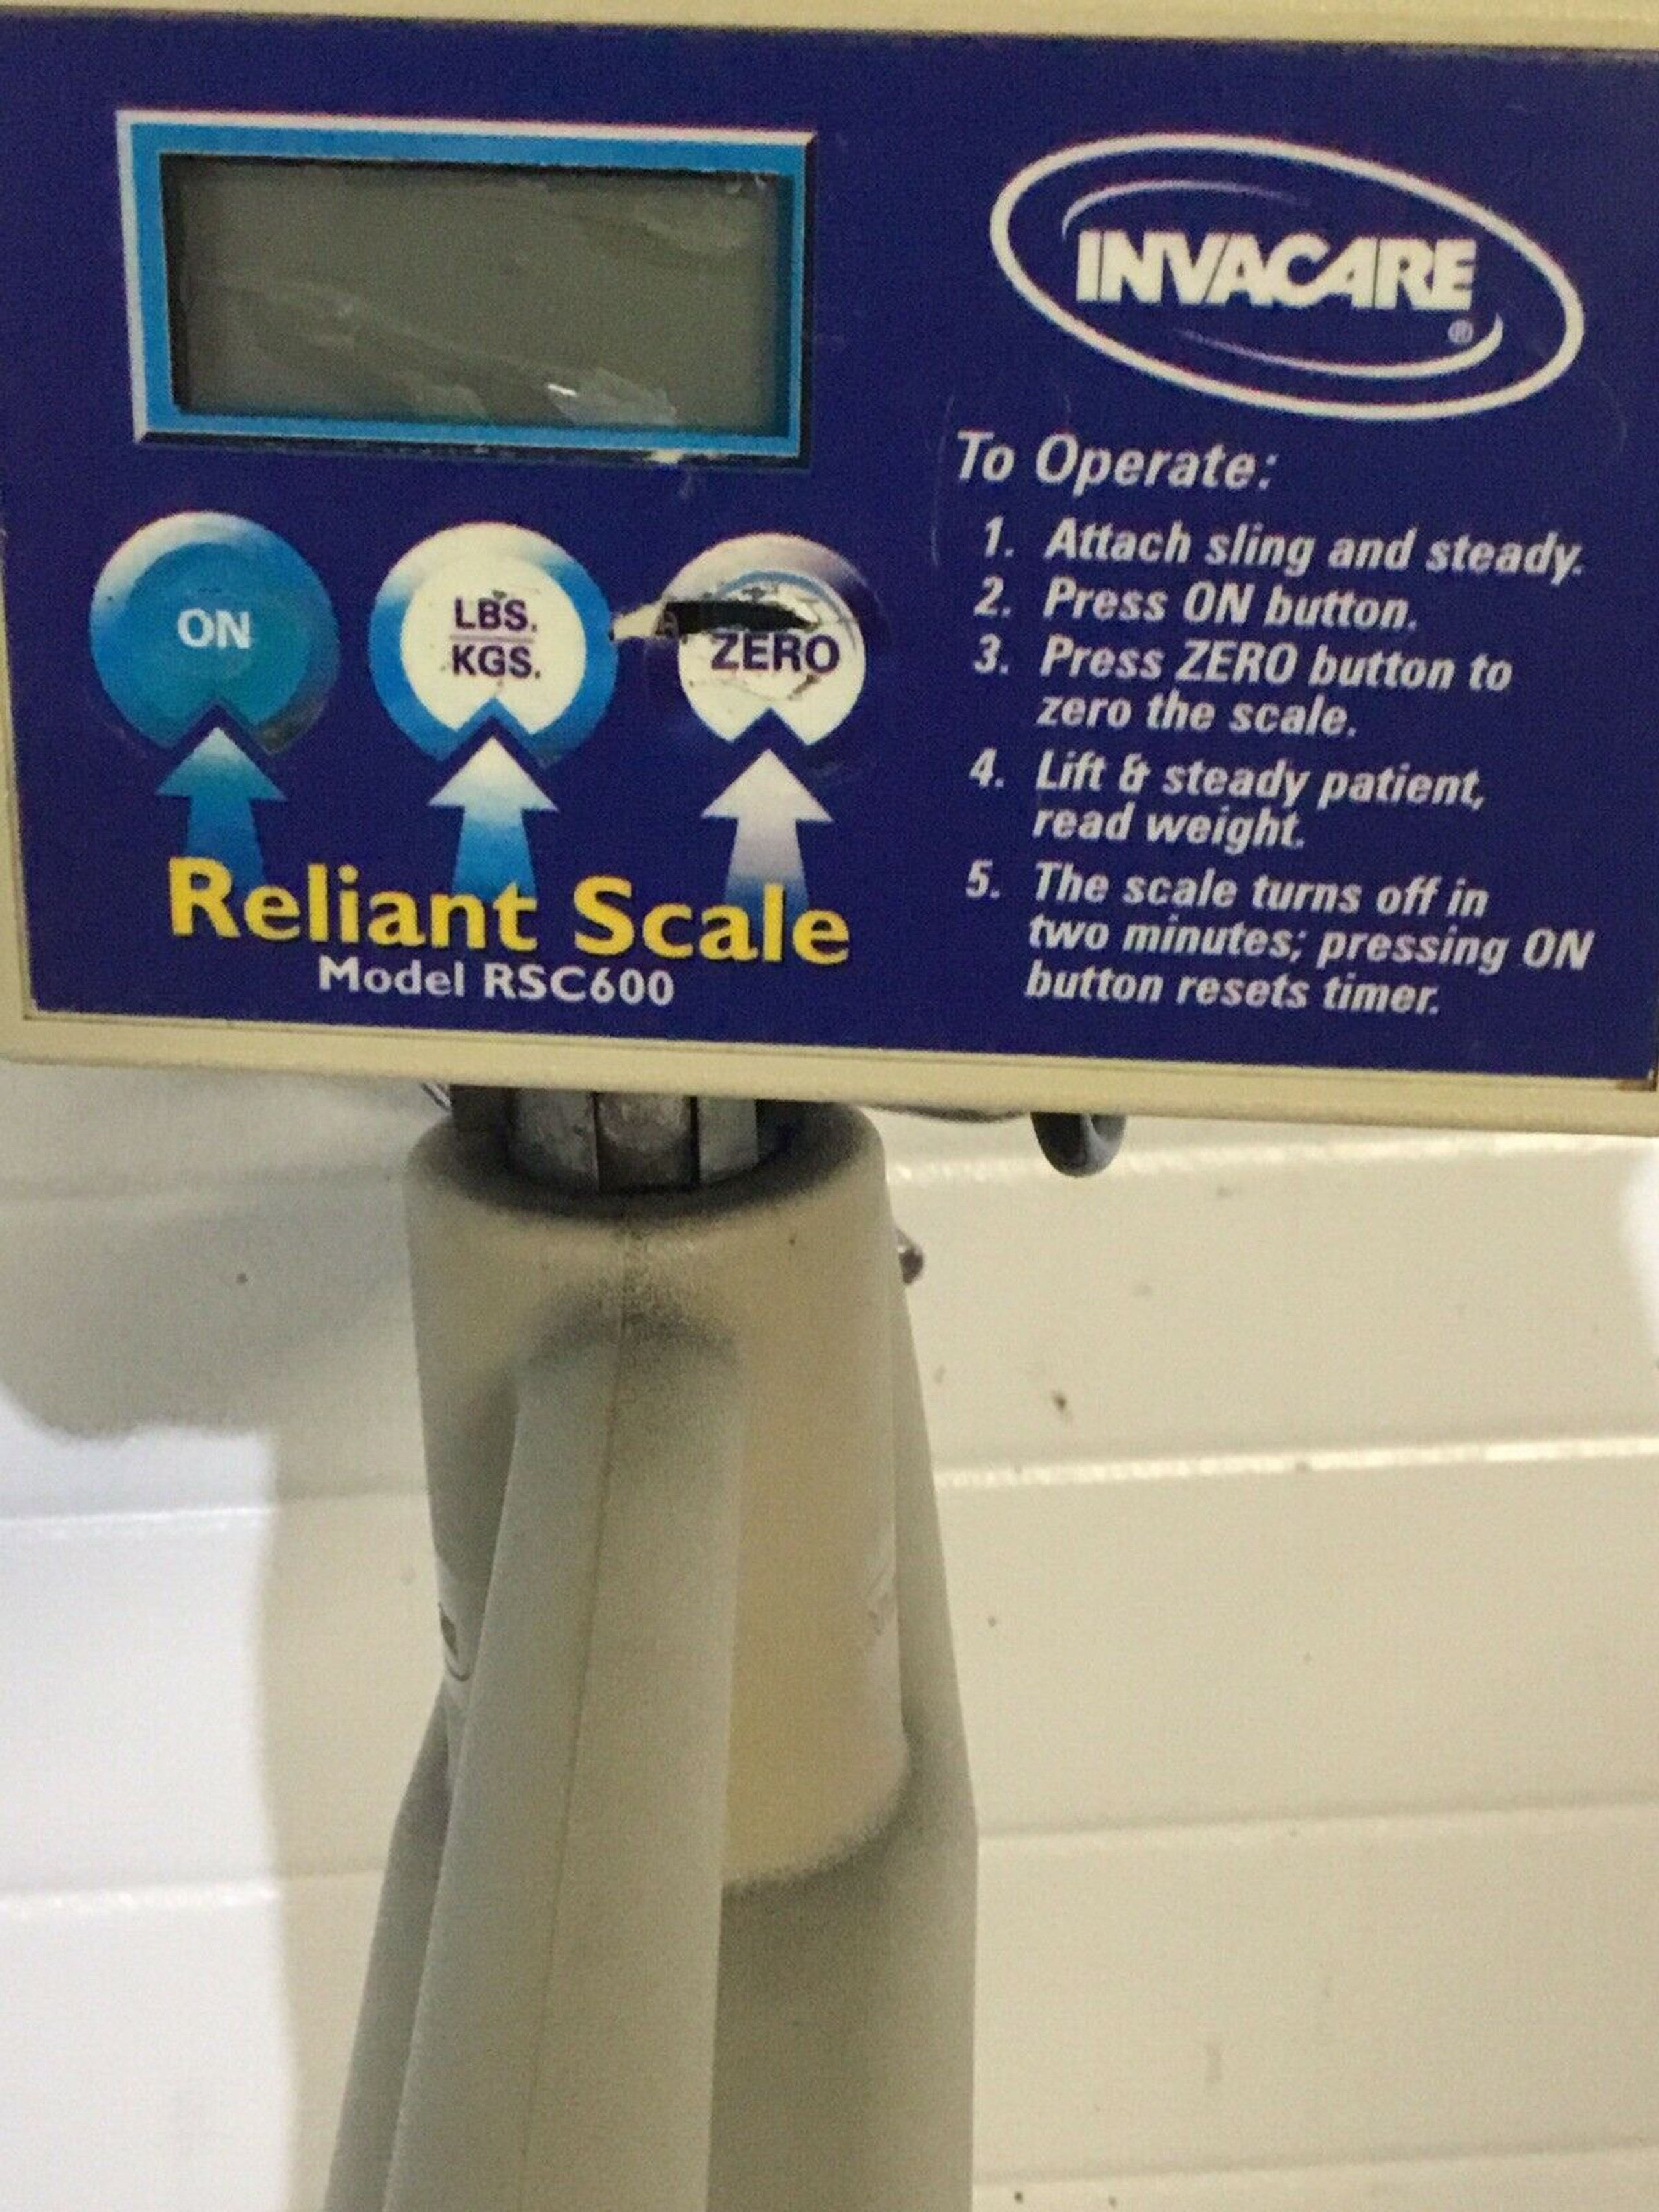 INVACARE
®
ON
LBS.
KGS.
ZERO
Reliant Scale
Model RSC600
To Operate:
1. Attach sling and steady.
2. Press ON button.
3. Press ZERO button to
zero the scale.
4. Lift & steady patient,
read weight.
5. The scale turns off in
two minutes; pressing ON
button resets timer.